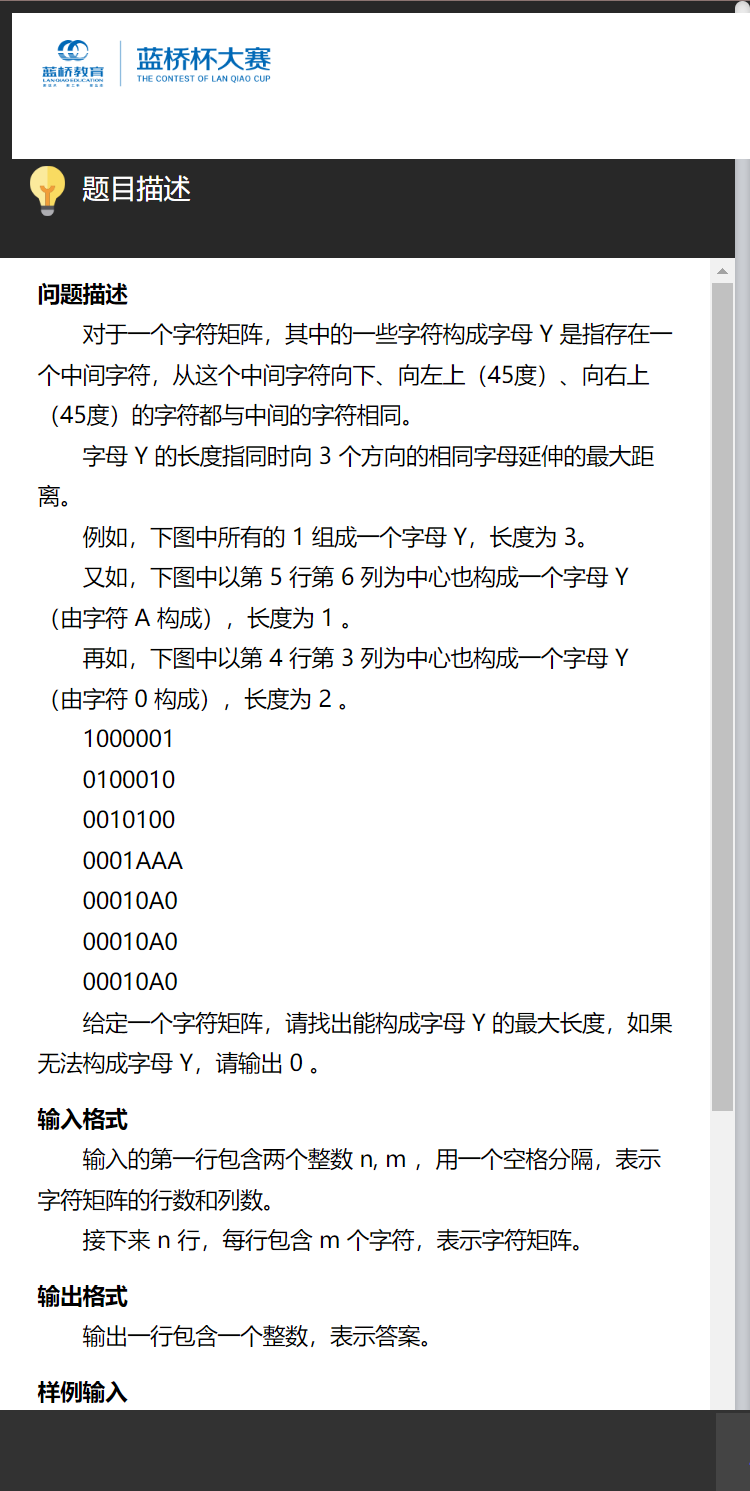 蓝桥教育
LANQIAO EDUCATION
蓝桥杯大赛
THE CONTEST OF LAN QIAO CUP
题目描述
问题描述
对于一个字符矩阵，其中的一些字符构成字母 Y 是指存在一
个中间字符，从这个中间字符向下、向左上（45度）、向右上
（45度）的字符都与中间的字符相同。
字母 Y 的长度指同时向 3 个方向的相同字母延伸的最大距
离。
例如，下图中所有的 1 组成一个字母 Y，长度为 3。
又如，下图中以第 5 行第 6 列为中心也构成一个字母 Y
（由字符 A 构成），长度为 1 。
再如，下图中以第 4 行第 3 列为中心也构成一个字母 Y
（由字符 0 构成），长度为 2 。
1000001
0100010
0010100
0001AAA
00010A0
00010A0
00010A0
给定一个字符矩阵，请找出能构成字母 Y 的最大长度，如果
无法构成字母 Y，请输出 0 。
输入格式
输入的第一行包含两个整数 n, m ，用一个空格分隔，表示
字符矩阵的行数和列数。
接下来 n 行，每行包含 m 个字符，表示字符矩阵。
输出格式
输出一行包含一个整数，表示答案。
样例输入